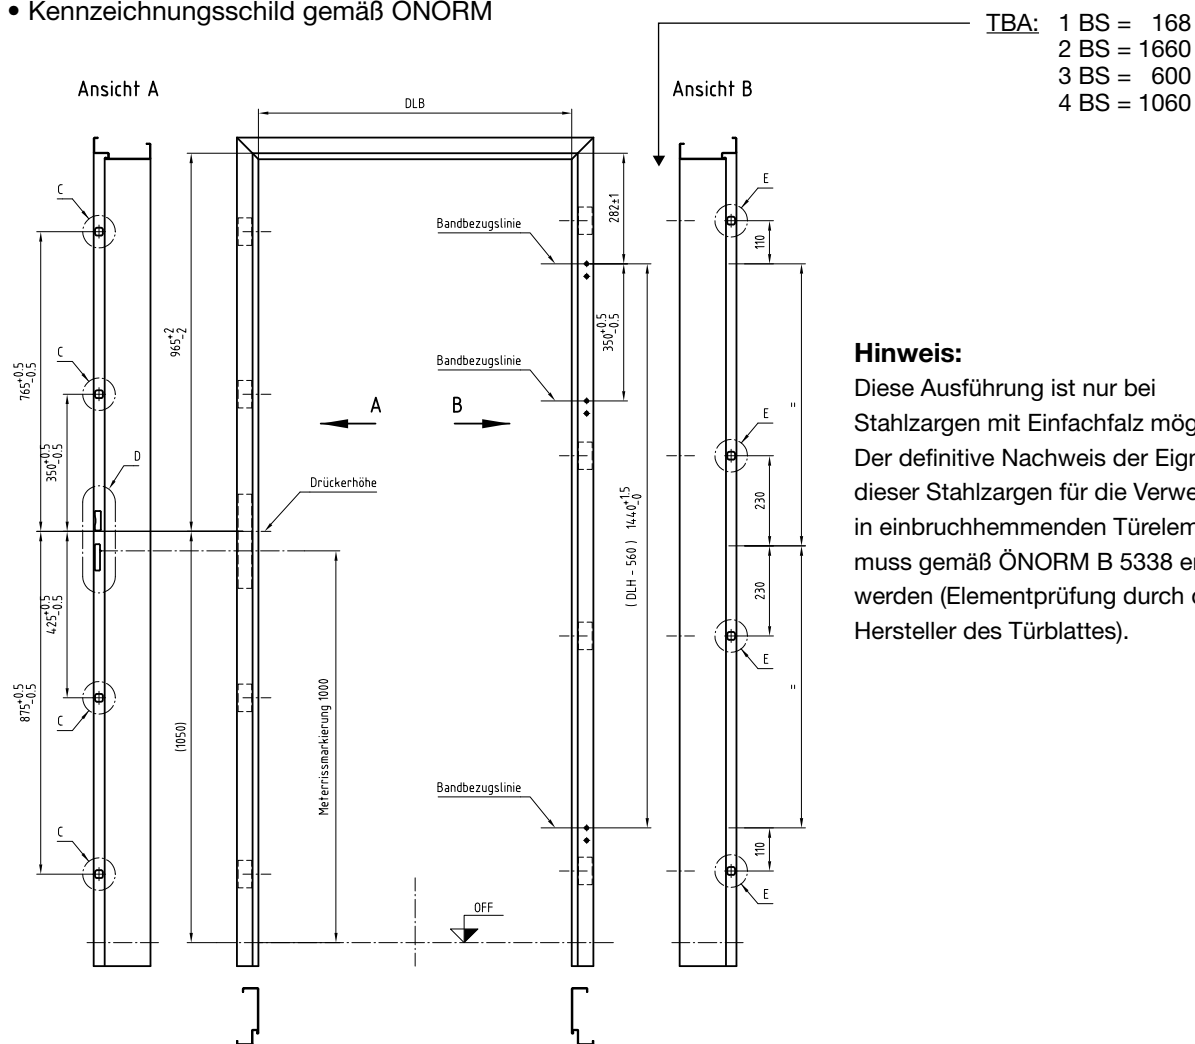 • Kennzeichnungsschild gemäß ÖNORM
TBA: 1 BS = 168
2 BS = 1660
3 BS = 600
4 BS = 1060
Ansicht A
DLB
Ansicht B
C
E
282±1
110
Bandbezugslinie
965+2-2
350+0.5-0.5
765+0.5-0.5
C
Bandbezugslinie
=
A
B
E
350+0.5-0.5
D
Drückerhöhe
230
(DLH - 560) 1440+1.5-0
425+0.5-0.5
230
E
875+0.5-0.5
C
(1050)
Meterrissmarkierung 1000
=
Bandbezugslinie
C
110
E
OFF
Hinweis:
Diese Ausführung ist nur bei
Stahlzargen mit Einfachfalz
Der definitive Nachweis der
dieser Stahlzargen für die
in einbruchhemmenden
muss gemäß ÖNORM B 5338
werden (Elementprüfung durch
Hersteller des Türblattes).